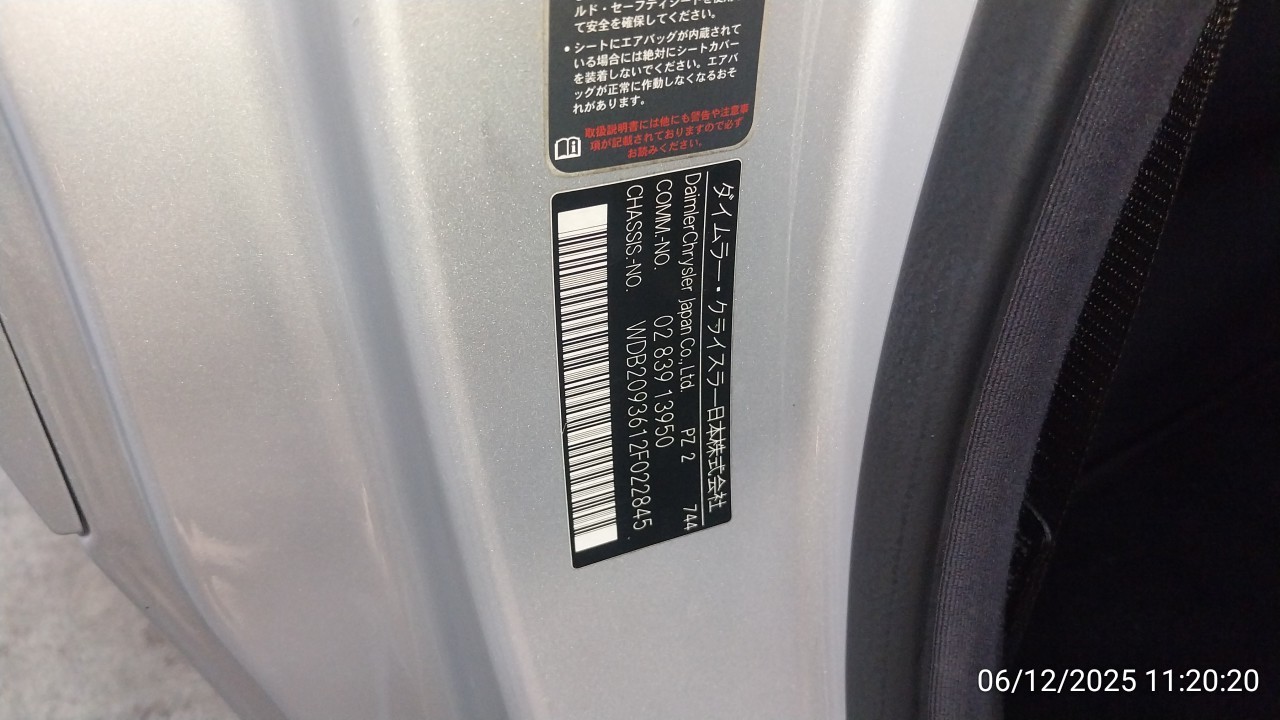 ルド・セーフティシートを使用し
て安全を確保してください。
• シートにエアバッグが内蔵されて
いる場合には絶対にシートカバー
を装着しないでください。エアバ
ッグが正常に作動しなくなるおそ
れがあります。
取扱説明書には他にも警告や注意事
項が記載されておりますので必ず
お読みください。
ダイムラー・クライスラー日本株式会社
DaimlerChrysler Japan Co., Ltd. PZ 2 744
COMM.-NO. 02 839 13950
CHASSIS.-NO. WDB2093612F022845
06/12/2025 11:20:20